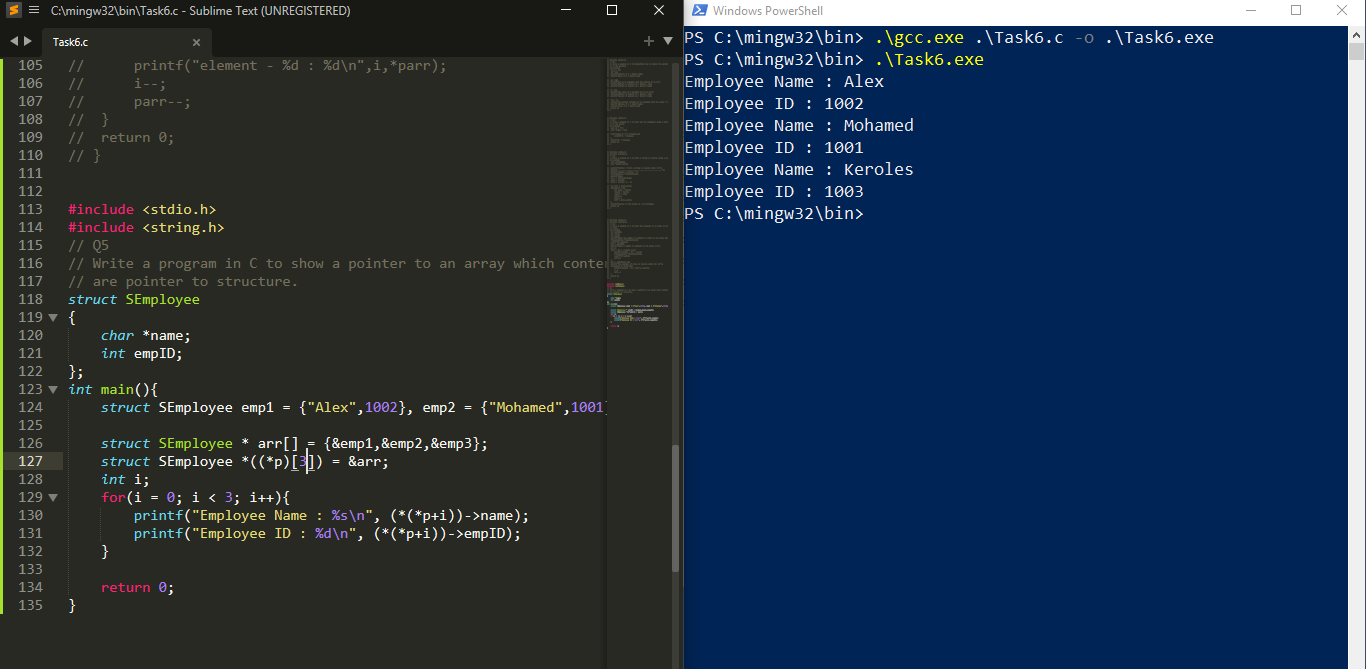 C:\mingw32\bin\Task6.c - Sublime Text (UNREGISTERED)
Task6.c
105 //      printf("element - %d : %d\n",i,*parr);
106 //      i--;
107 //      parr--;
108 //  }
109 //  return 0;
110 // }
111
112
113 #include <stdio.h>
114 #include <string.h>
115 // Q5
116 // Write a program in C to show a pointer to an array which conte
117 // are pointer to structure.
118 struct SEmployee
119 {
120     char *name;
121     int empID;
122 };
123 int main(){
124     struct SEmployee emp1 = {"Alex",1002}, emp2 = {"Mohamed",1001}
125
126     struct SEmployee * arr[] = {&emp1,&emp2,&emp3};
127     struct SEmployee *((*p)[3]) = &arr;
128     int i;
129     for(i = 0; i < 3; i++){
130         printf("Employee Name : %s\n", (*(*p+i))->name);
131         printf("Employee ID : %d\n", (*(*p+i))->empID);
132     }
133
134     return 0;
135 }
Windows PowerShell
PS C:\mingw32\bin> .\gcc.exe .\Task6.c -o .\Task6.exe
PS C:\mingw32\bin> .\Task6.exe
Employee Name : Alex
Employee ID : 1002
Employee Name : Mohamed
Employee ID : 1001
Employee Name : Keroles
Employee ID : 1003
PS C:\mingw32\bin>